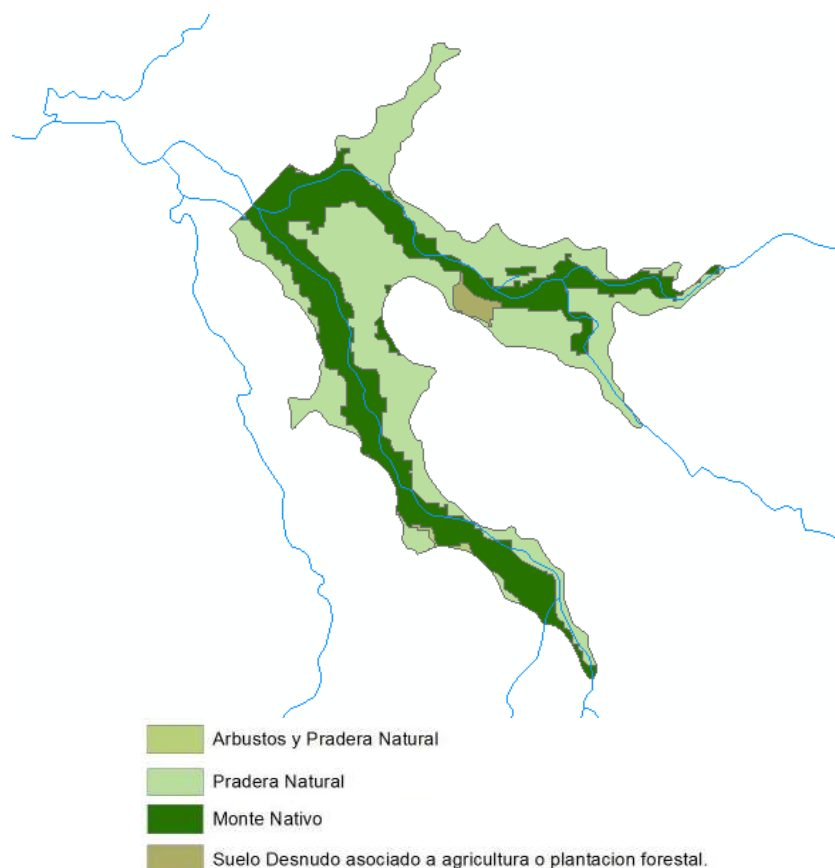 Arbustos y Pradera Natural
Pradera Natural
Monte Nativo
Suelo Desnudo asociado a agricultura o plantacion forestal.